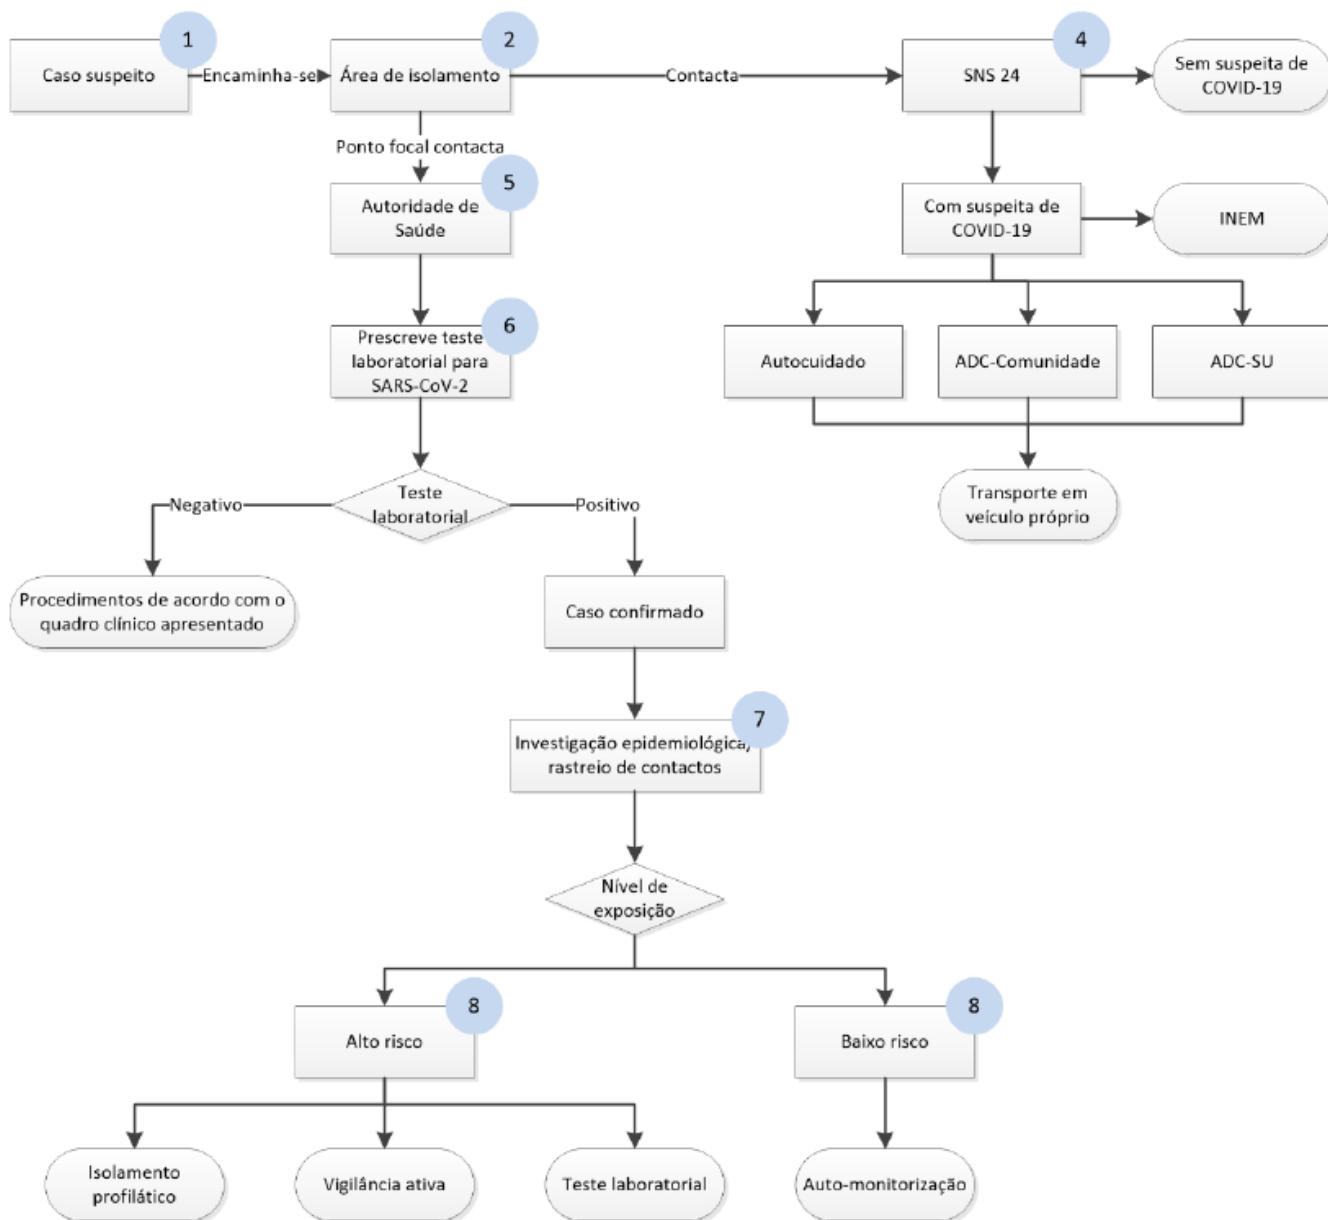 1
2
4
Caso suspeito
Encaminha-se
Área de isolamento
Contacta
SNS 24
Sem suspeita de
COVID-19
Ponto focal contacta
5
Autoridade de
Saúde
Com suspeita de
COVID-19
INEM
6
Prescreve teste
laboratorial para
SARS-CoV-2
Autocuidado
ADC-Comunidade
ADC-SU
Negativo
Teste
laboratorial
Positivo
Transporte em
veículo próprio
Procedimentos de acordo com o
quadro clínico apresentado
Caso confirmado
7
Investigação epidemiológica/
rastreio de contactos
Nível de
exposição
8
8
Alto risco
Baixo risco
Isolamento
profilático
Vigilância ativa
Teste laboratorial
Auto-monitorização